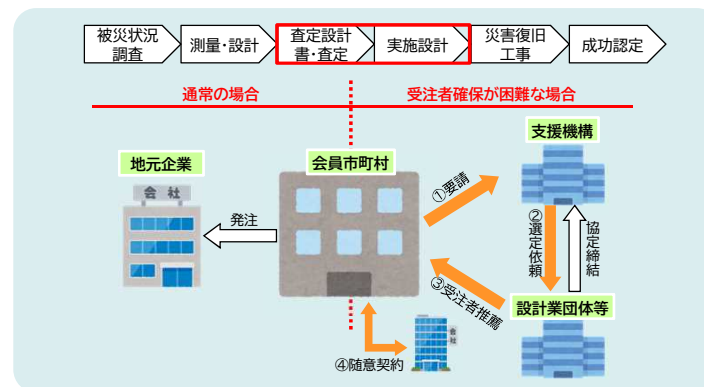 被災状況
調査
測量・設計
査定設計
書・査定
実施設計
災害復旧
工事
成功認定
通常の場合
受注者確保が困難な場合
支援機構
地元企業
会員市町村
会社
①要請
発注
②選定依頼
協定締結
③受注者推薦
設計業団体等
会社
④随意契約